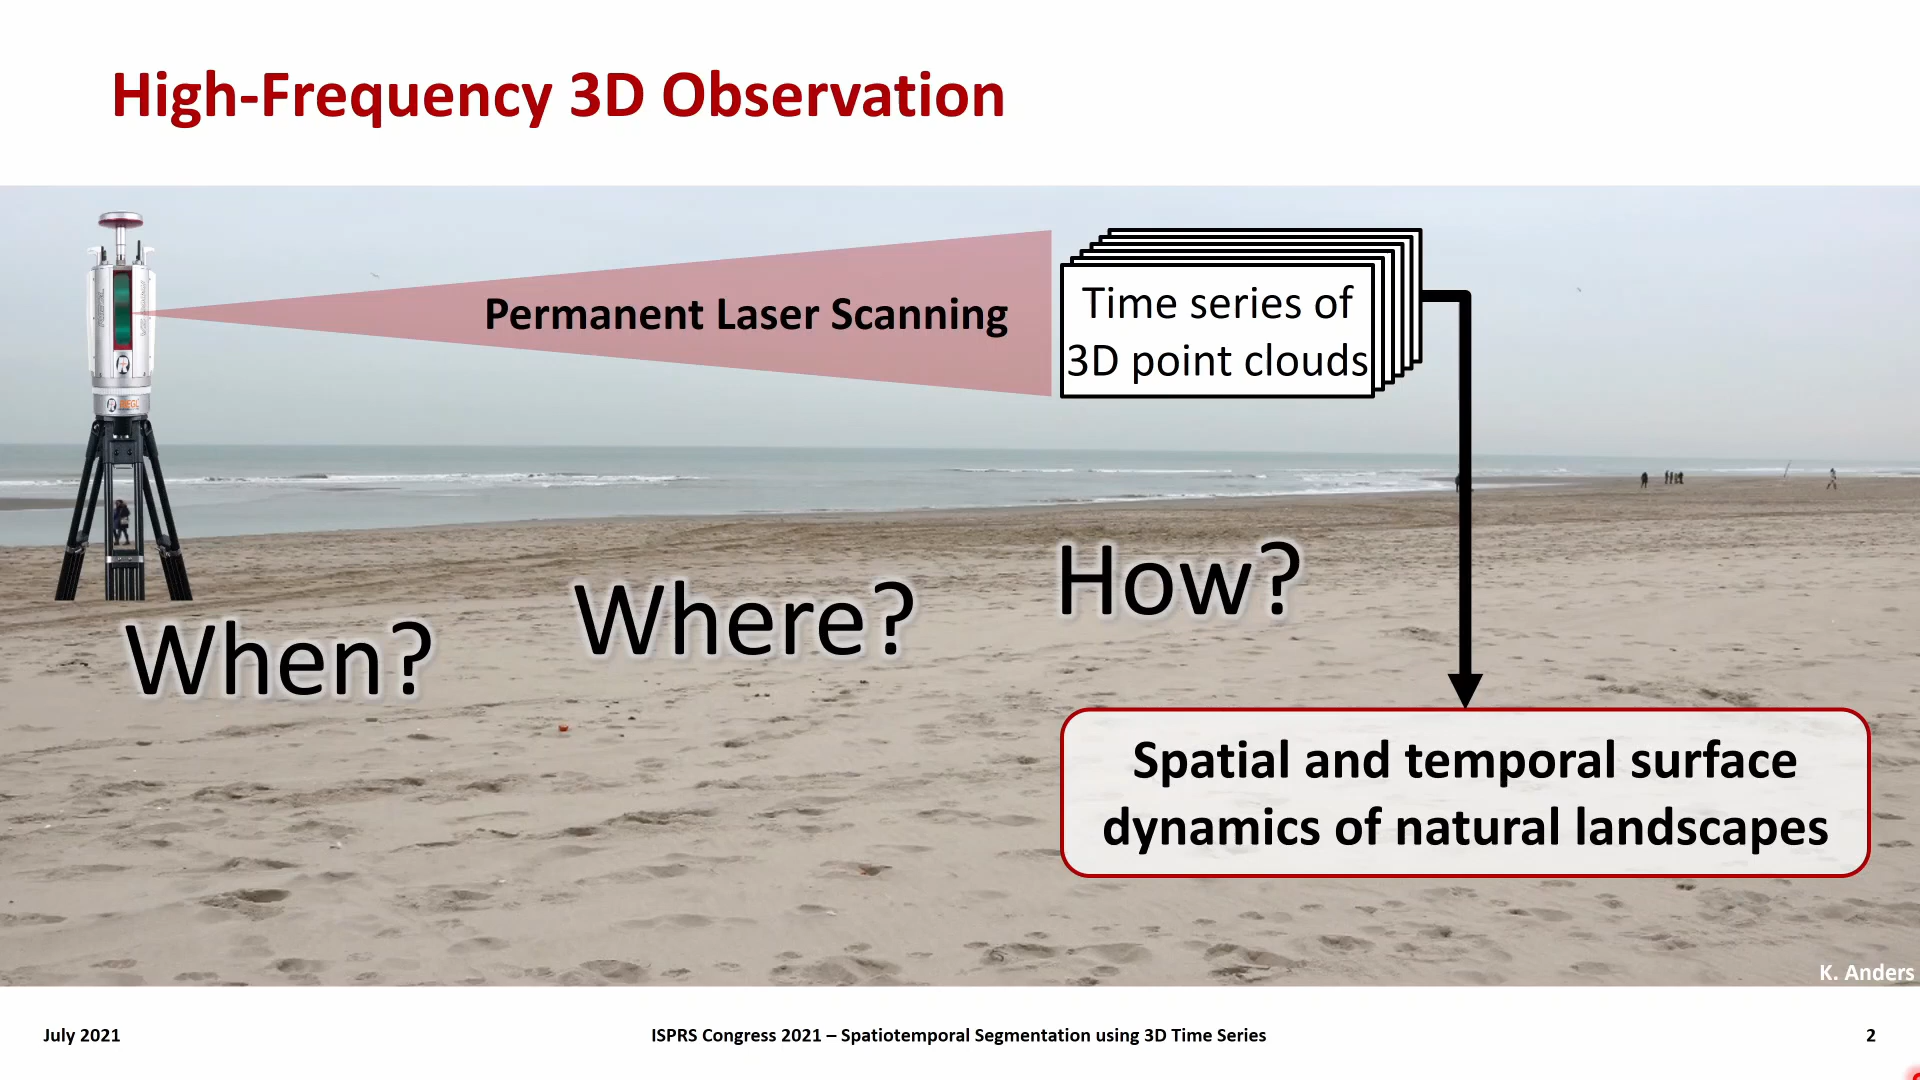 High-Frequency 3D Observation
Permanent Laser Scanning
Time series of
3D point clouds
When?
Where?
How?
Spatial and temporal surface
dynamics of natural landscapes
K. Anders
July 2021
ISPRS Congress 2021 – Spatiotemporal Segmentation using 3D Time Series
2